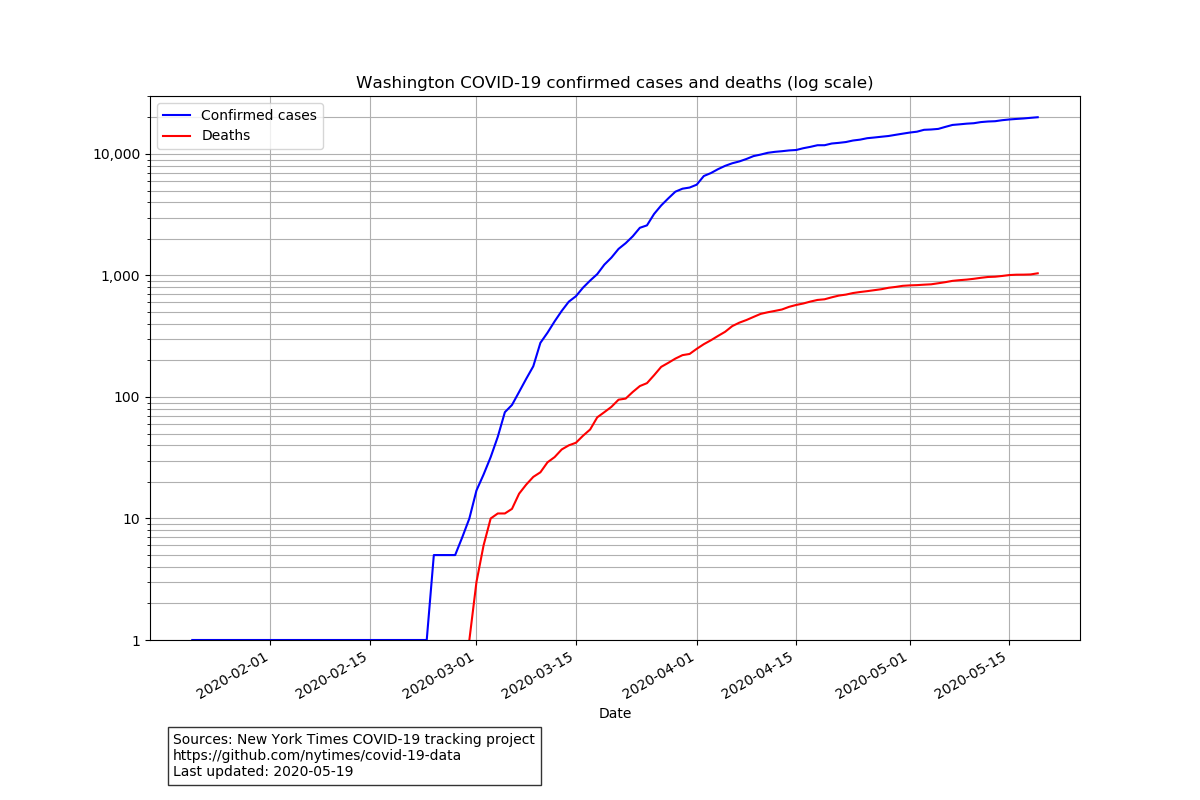 Washington COVID-19 confirmed cases and deaths (log scale)
Confirmed cases
Deaths
10,000
1,000
100
10
1
2020-02-01
2020-02-15
2020-03-01
2020-03-15
2020-04-01
2020-04-15
2020-05-01
2020-05-15
Date
Sources: New York Times COVID-19 tracking project
https://github.com/nytimes/covid-19-data
Last updated: 2020-05-19